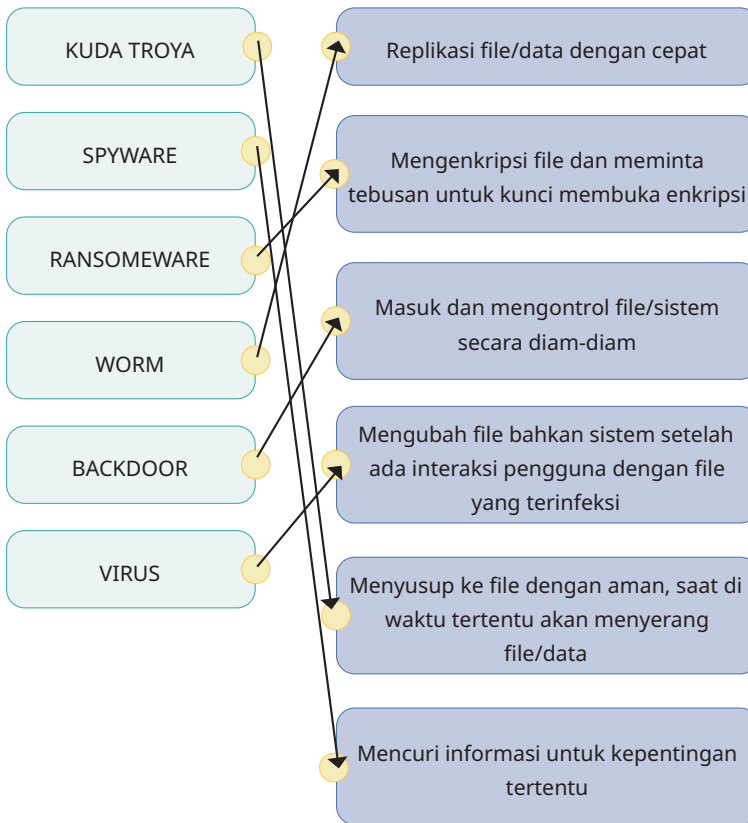 KUDA TROYA
SPYWARE
RANSOMEWARE
WORM
BACKDOOR
VIRUS
Replikasi file/data dengan cepat
Mengenkripsi file dan meminta
tebusan untuk kunci membuka enkripsi
Masuk dan mengontrol file/sistem
secara diam-diam
Mengubah file bahkan sistem setelah
ada interaksi pengguna dengan file
yang terinfeksi
Menyusup ke file dengan aman, saat di
waktu tertentu akan menyerang
file/data
Mencuri informasi untuk kepentingan
tertentu